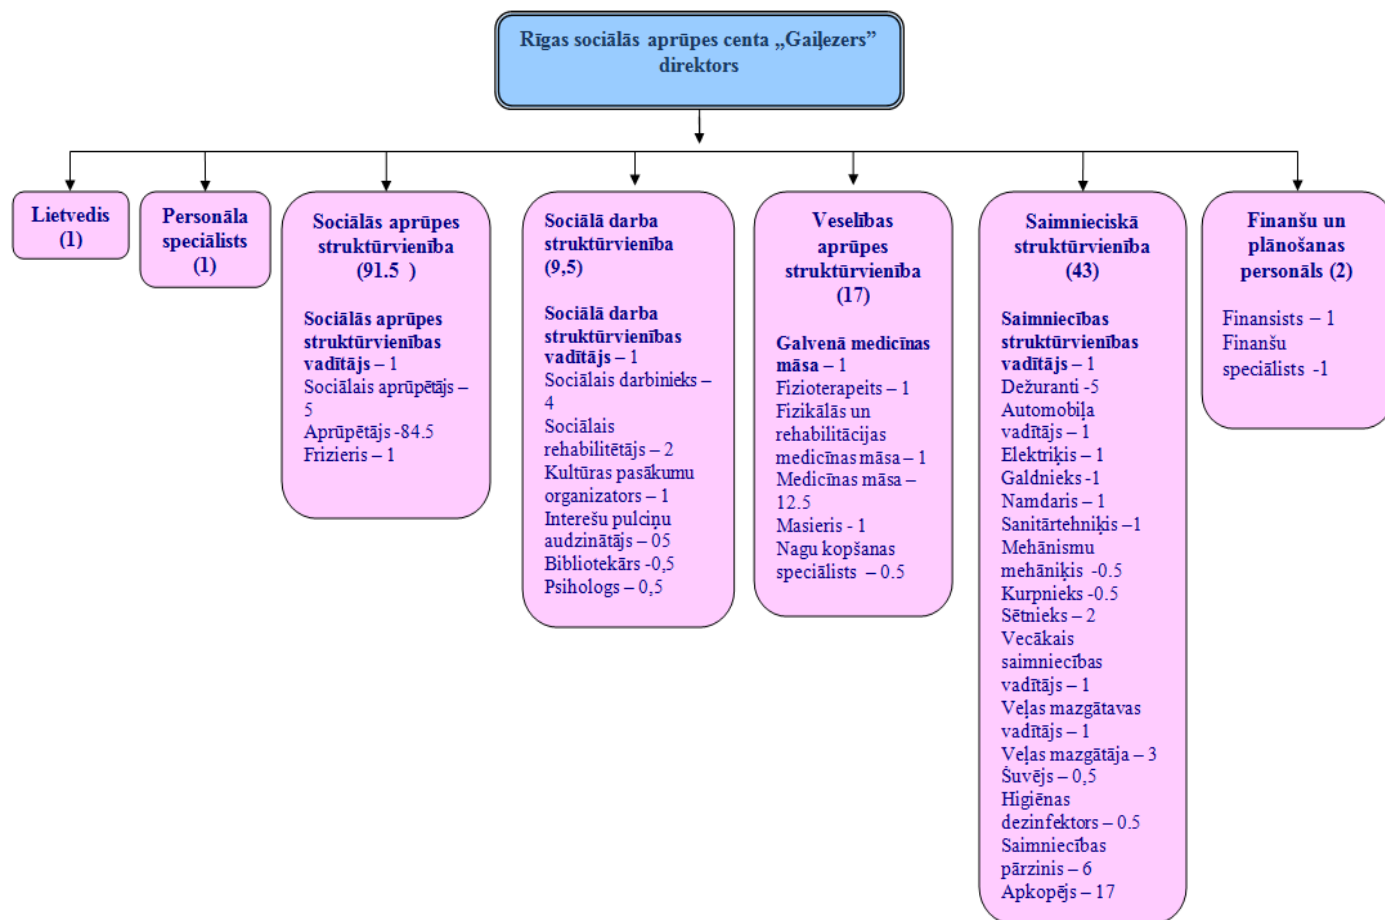 Rīgas sociālās aprūpes centa „Gaiļezers”
direktors
Lietvedis
(1)
Personāla
speciālists
(1)
Sociālās aprūpes
struktūrvienība
(91.5 )
Sociālās aprūpes
struktūrvienības
vadītājs – 1
Sociālais aprūpētājs –
5
Aprūpētājs -84.5
Frizieris – 1
Sociālā darba
struktūrvienība
(9,5)
Sociālā darba
struktūrvienības
vadītājs – 1
Sociālais darbinieks –
4
Sociālais
rehabilitētājs – 2
Kultūras pasākumu
organizators – 1
Interešu pulciņu
audzinātājs – 05
Bibliotekārs -0,5
Psihologs – 0,5
Veselības
aprūpes
struktūrvienība
(17)
Galvenā medicīnas
māsa – 1
Fizioterapeits – 1
Fizikālās un
rehabilitācijas
medicīnas māsa – 1
Medicīnas māsa –
12.5
Masieris - 1
Nagu kopšanas
speciālists – 0.5
Saimnieciskā
struktūrvienība
(43)
Saimniecības
struktūrvienības
vadītājs – 1
Dežuranti -5
Automobiļa
vadītājs – 1
Elektriķis – 1
Galdnieks -1
Namdaris – 1
Sanitārtehniķis –1
Mehānismu
mehāniķis -0.5
Kurpnieks -0.5
Sētnieks – 2
Vecākais
saimniecības
vadītājs – 1
Veļas mazgātavas
vadītājs – 1
Veļas mazgātāja – 3
Šuvējs – 0,5
Higiēnas
dezinfektors – 0.5
Saimniecības
pārzinis – 6
Apkopējs – 17
Finanšu un
plānošanas
personāls (2)
Finansists – 1
Finanšu
speciālists -1